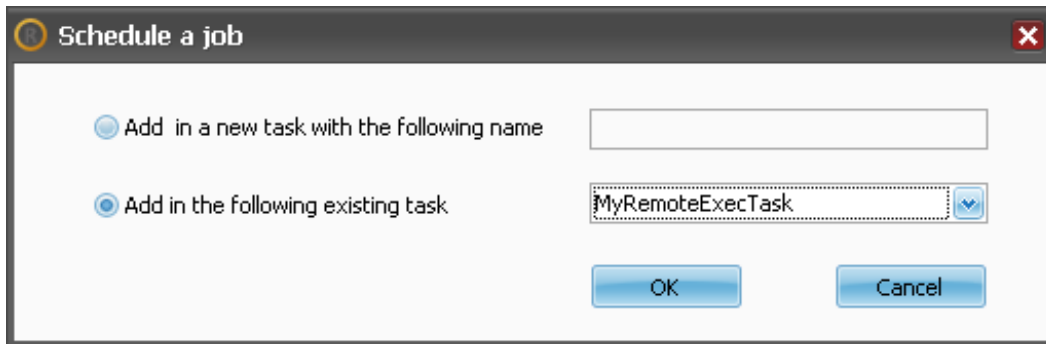 Schedule a job
Add in a new task with the following name
Add in the following existing task
MyRemoteExecTask
OK
Cancel